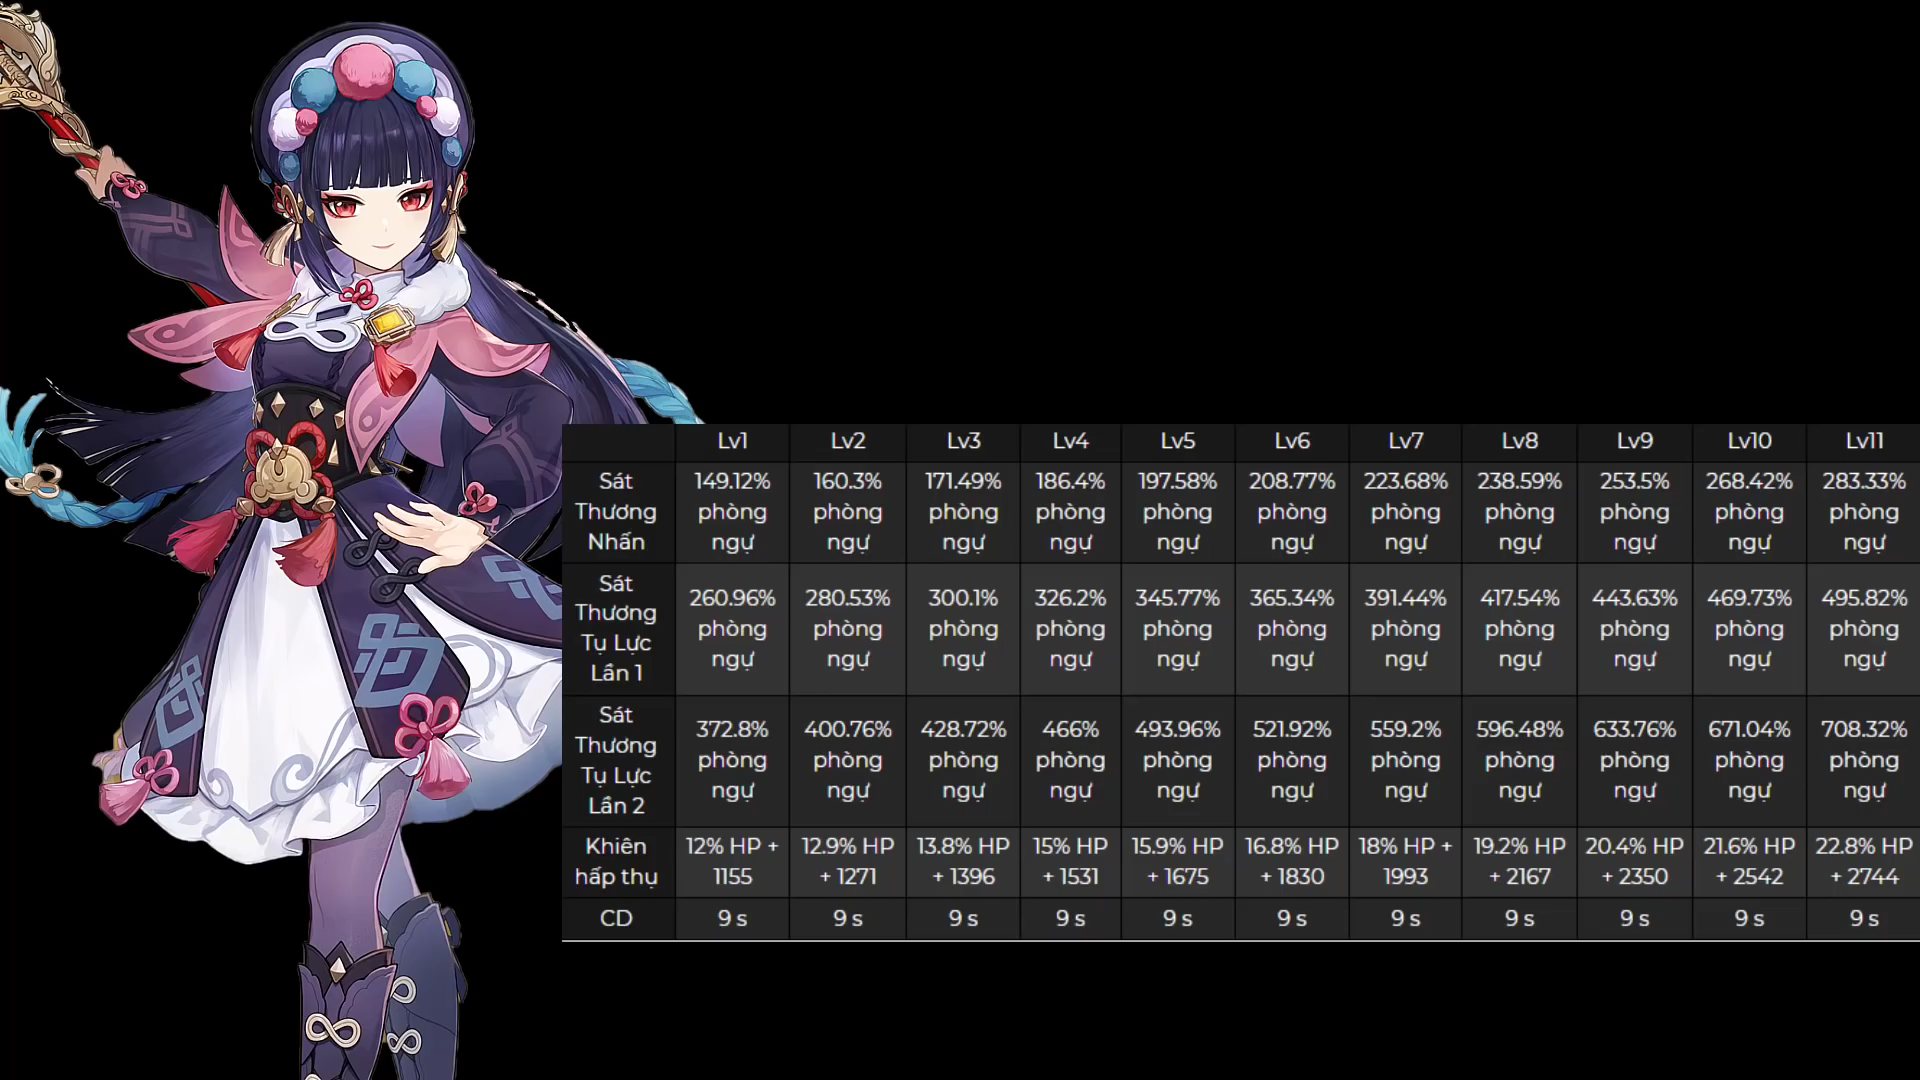 Lv1 Lv2 Lv3 Lv4 Lv5 Lv6 Lv7 Lv8 Lv9 Lv10 Lv11
Sát 149.12% 160.3% 171.49% 186.4% 197.58% 208.77% 223.68% 238.59% 253.5% 268.42% 283.33%
Thương phòng phòng phòng phòng phòng phòng phòng phòng phòng phòng phòng
Nhấn ngự ngự ngự ngự ngự ngự ngự ngự ngự ngự ngự
Sát
Thương
Tụ Lực
Lần 1
260.96% 280.53% 300.1% 326.2% 345.77% 365.34% 391.44% 417.54% 443.63% 469.73% 495.82%
phòng phòng phòng phòng phòng phòng phòng phòng phòng phòng phòng
ngự ngự ngự ngự ngự ngự ngự ngự ngự ngự ngự
Sát
Thương
Tụ Lực
Lần 2
372.8% 400.76% 428.72% 466% 493.96% 521.92% 559.2% 596.48% 633.76% 671.04% 708.32%
phòng phòng phòng phòng phòng phòng phòng phòng phòng phòng phòng
ngự ngự ngự ngự ngự ngự ngự ngự ngự ngự ngự
Khiên 12% HP + 12.9% HP 13.8% HP 15% HP 15.9% HP 16.8% HP 18% HP + 19.2% HP 20.4% HP 21.6% HP 22.8% HP
hấp thụ 1155 + 1271 + 1396 + 1531 + 1675 + 1830 1993 + 2167 + 2350 + 2542 + 2744
CD 9 s 9 s 9 s 9 s 9 s 9 s 9 s 9 s 9 s 9 s 9 s